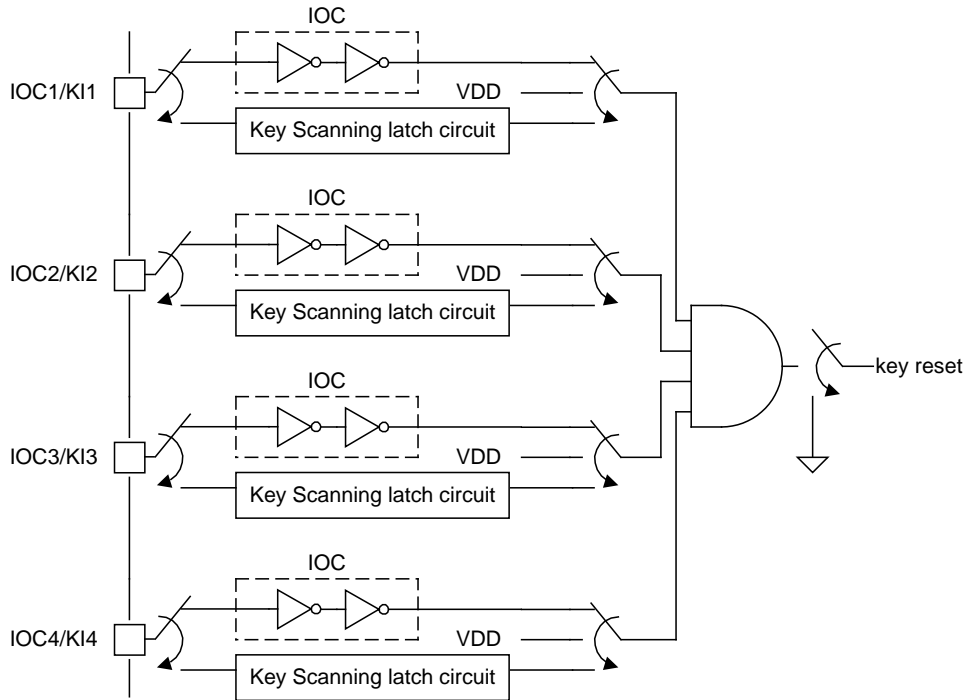 IOC
IOC1/KI1
VDD
Key Scanning latch circuit
IOC
IOC2/KI2
VDD
Key Scanning latch circuit
key reset
IOC
IOC3/KI3
VDD
Key Scanning latch circuit
IOC
IOC4/KI4
VDD
Key Scanning latch circuit